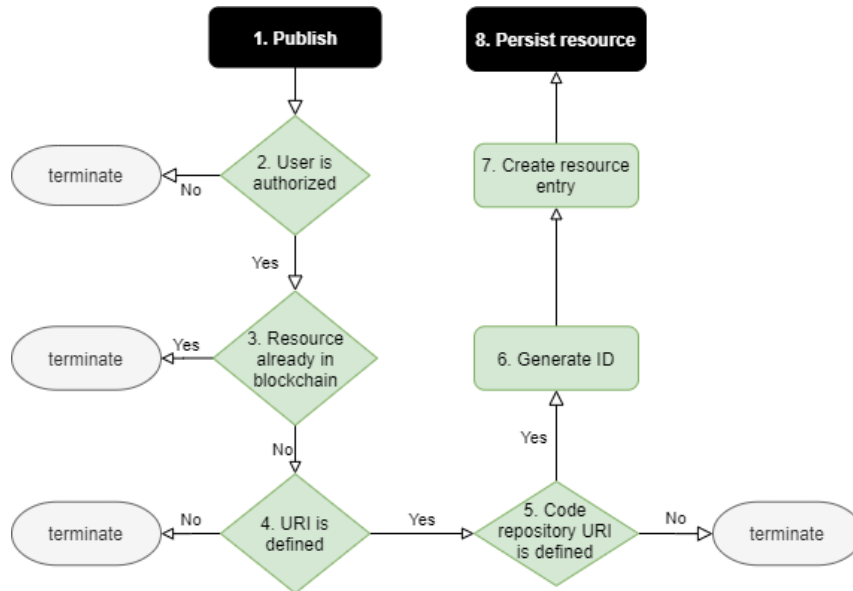 1. Publish
8. Persist resource
2. User is
authorized
terminate
No
7. Create resource
entry
Yes
3. Resource
already in
blockchain
terminate
Yes
6. Generate ID
No
Yes
4. URI is
defined
terminate
No
Yes
5. Code
repository URI
is defined
No
terminate